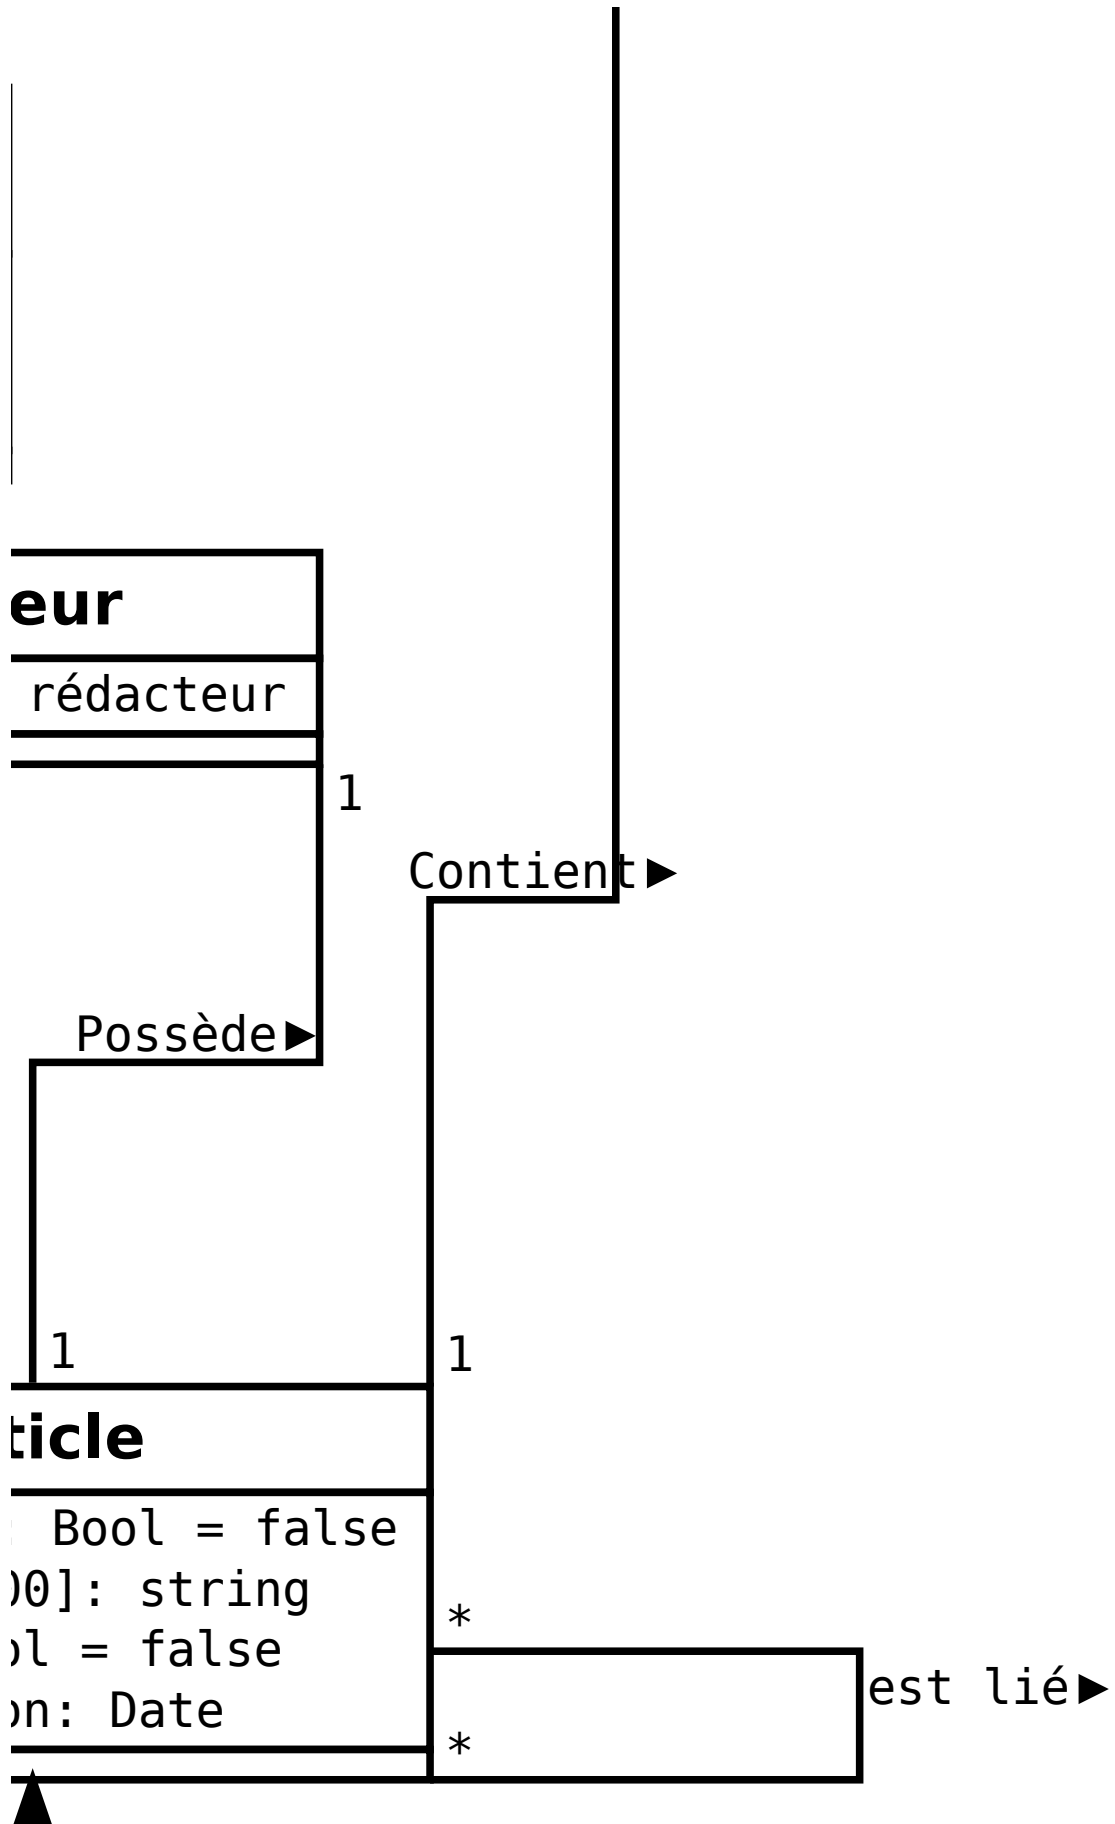 eur
rédacteur
1
Contient►
Possède►
1
1
ticle
: Bool = false
00]: string
ol = false
on: Date
*
est lié►
*